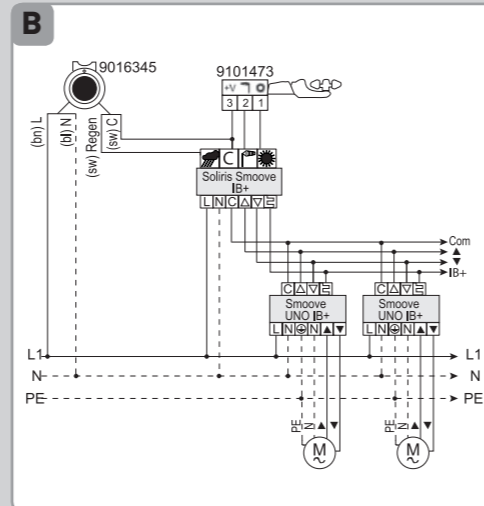 B
9016345
9101473
+V
3 2 1
(bn) L
(bl) N
(sw) Regen
(sw) C
C
Soliris Smoove
IB+
L N C △ ▽
Com
▲
▼
IB+
C △ ▽
C △ ▽
Smoove
UNO IB+
Smoove
UNO IB+
L N N ▲ ▼
L N N ▲ ▼
L1
L1
N
N
PE
PE
PE N ▲ ▼
PE N ▲ ▼
M
~
M
~